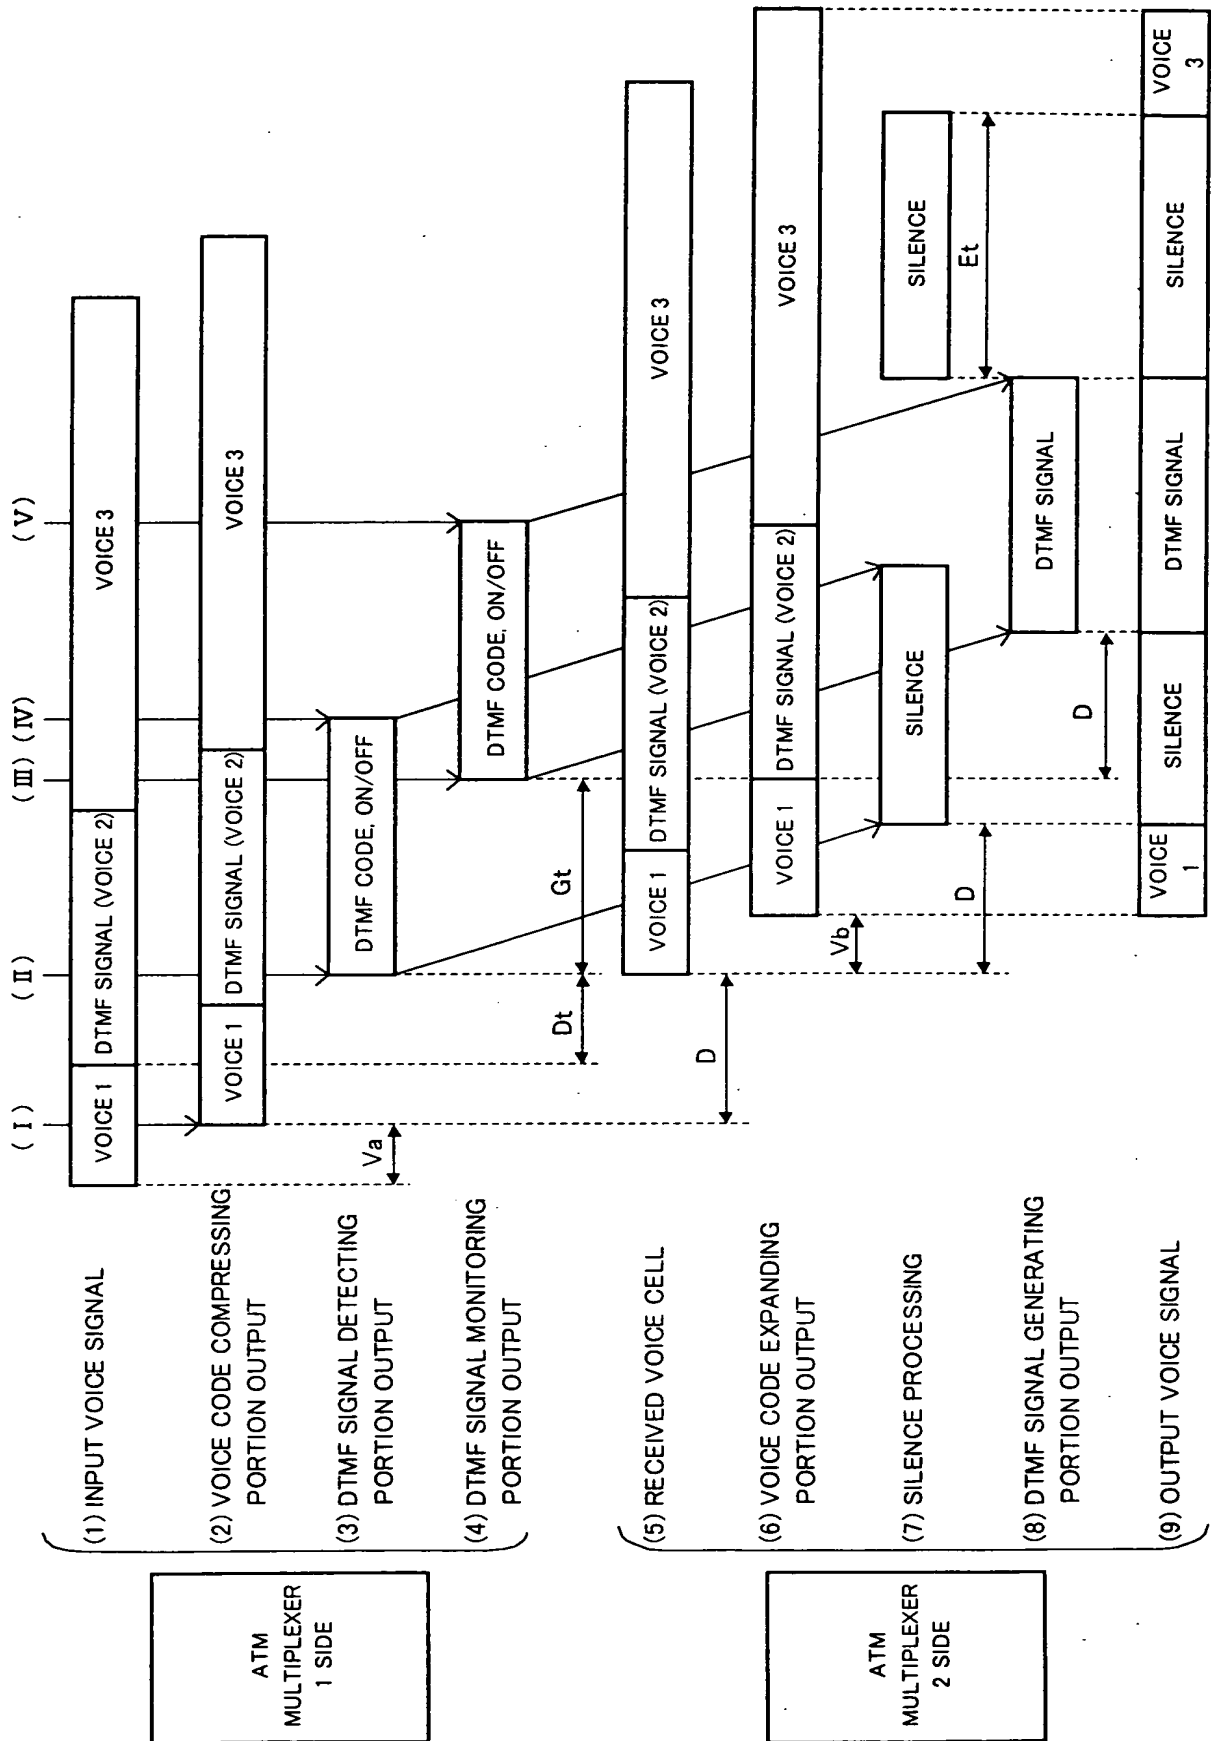 ( I )
( II )
( III )
( IV )
( V )
ATM
MULTIPLEXER
1 SIDE
(1) INPUT VOICE SIGNAL
VOICE 1
DTMF SIGNAL (VOICE 2)
VOICE 3
(2) VOICE CODE COMPRESSING
PORTION OUTPUT
VOICE 1
DTMF SIGNAL (VOICE 2)
VOICE 3
(3) DTMF SIGNAL DETECTING
PORTION OUTPUT
Va
DTMF CODE, ON/OFF
(4) DTMF SIGNAL MONITORING
PORTION OUTPUT
DTMF CODE, ON/OFF
Dt
Gt
ATM
MULTIPLEXER
2 SIDE
(5) RECEIVED VOICE CELL
VOICE 1
DTMF SIGNAL (VOICE 2)
VOICE 3
D
(6) VOICE CODE EXPANDING
PORTION OUTPUT
VOICE 1
DTMF SIGNAL (VOICE 2)
VOICE 3
Vb
(7) SILENCE PROCESSING
SILENCE
SILENCE
D
Et
(8) DTMF SIGNAL GENERATING
PORTION OUTPUT
DTMF SIGNAL
D
(9) OUTPUT VOICE SIGNAL
VOICE
1
SILENCE
DTMF SIGNAL
SILENCE
VOICE
3